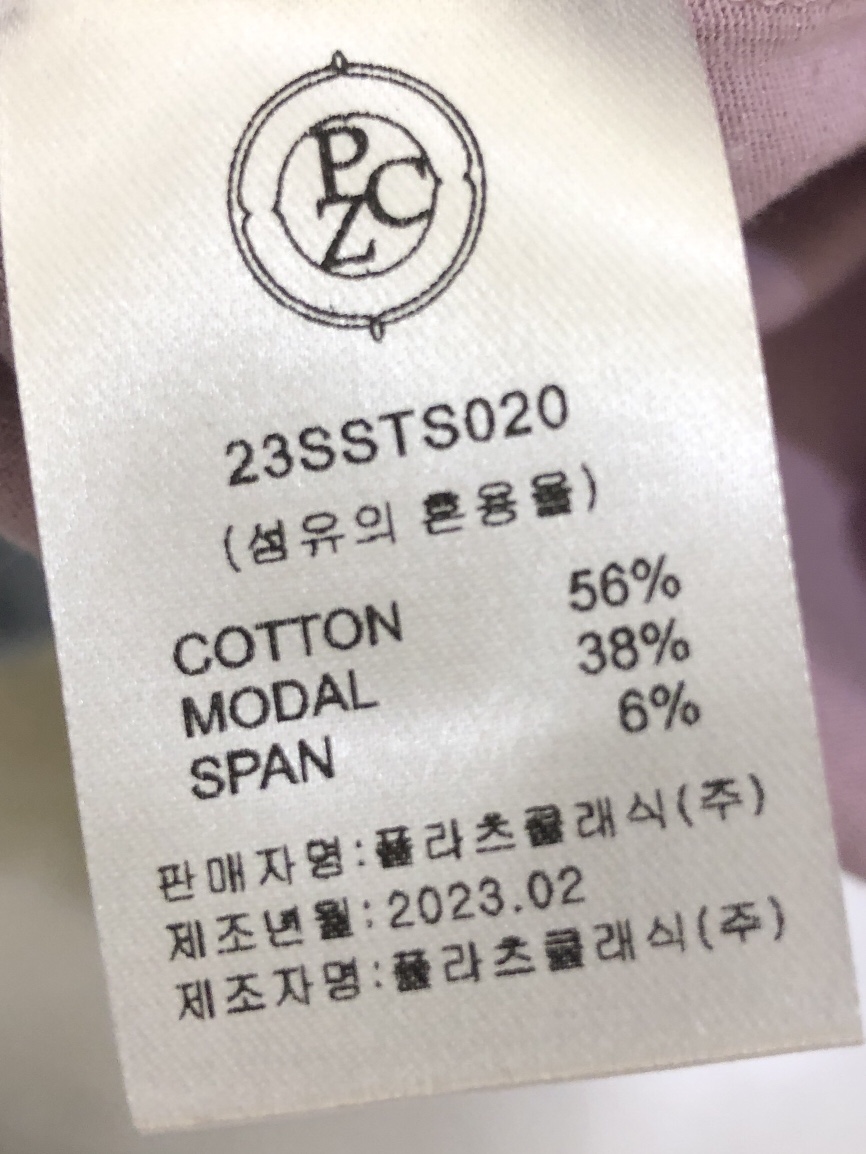 PZC
23SSTS020
(섬유의 혼용율)
COTTON 56%
MODAL 38%
SPAN 6%
판매자명:플라츠클래식(주)
제조년월:2023.02
제조자명:플라츠클래식(주)